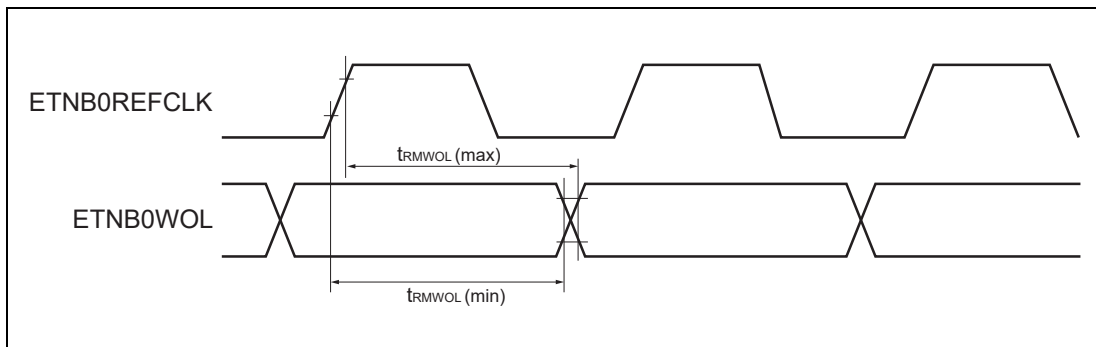 ETNB0REFCLK
tRMWOL (max)
ETNB0WOL
tRMWOL (min)